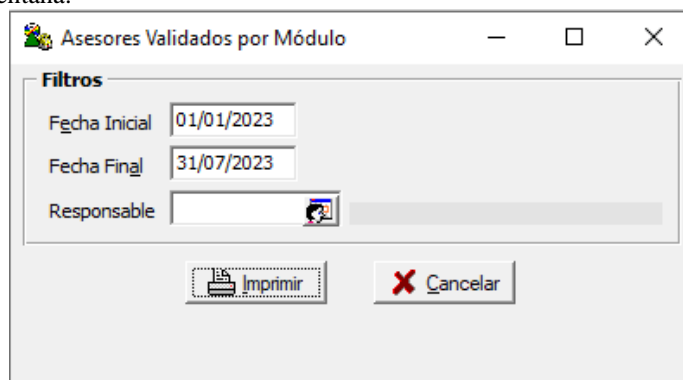 Asesores Validados por Módulo
Filtros
Fecha Inicial 01/01/2023
Fecha Final 31/07/2023
Responsable
Imprimir Cancelar